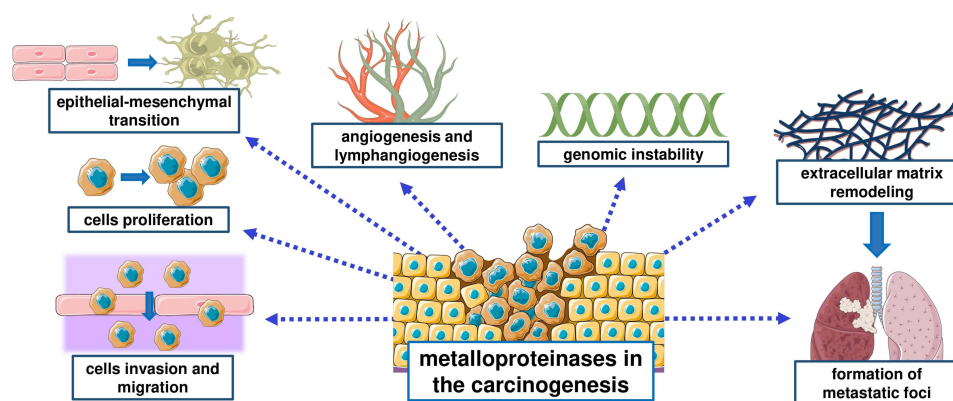 epithelial-mesenchymal
transition
angiogenesis and
lymphangiogenesis
genomic instability
extracellular matrix
remodeling
cells proliferation
cells invasion and
migration
metalloproteinases in
the carcinogenesis
formation of
metastatic foci